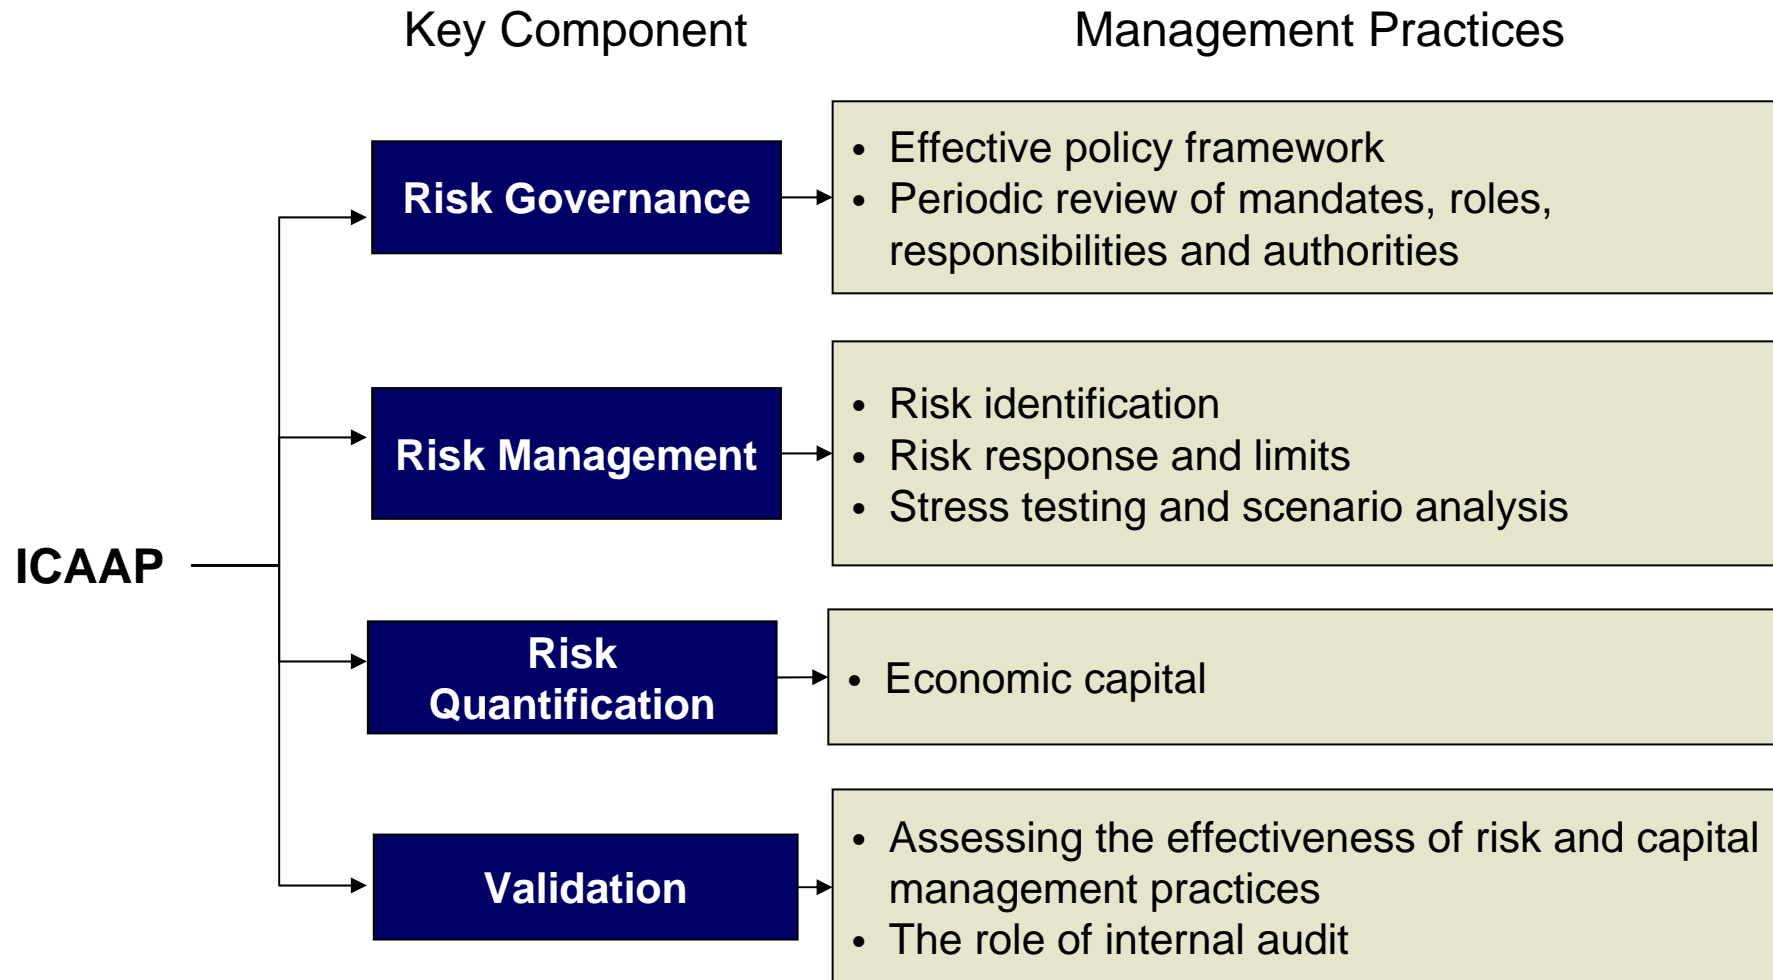 Key Component
Management Practices
Risk Governance
• Effective policy framework
• Periodic review of mandates, roles,
responsibilities and authorities
Risk Management
• Risk identification
• Risk response and limits
• Stress testing and scenario analysis
ICAAP
Risk
Quantification
• Economic capital
Validation
• Assessing the effectiveness of risk and capital
management practices
• The role of internal audit